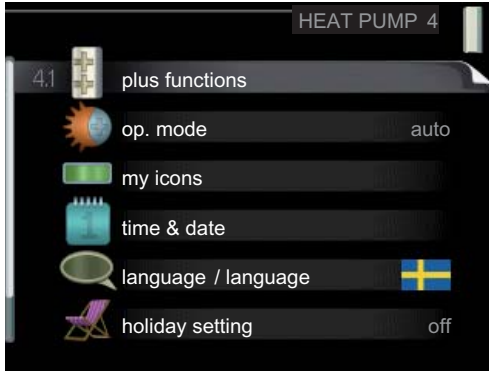 HEAT PUMP 4
4.1 plus functions
op. mode auto
my icons
1
time & date
language / language
holiday setting off